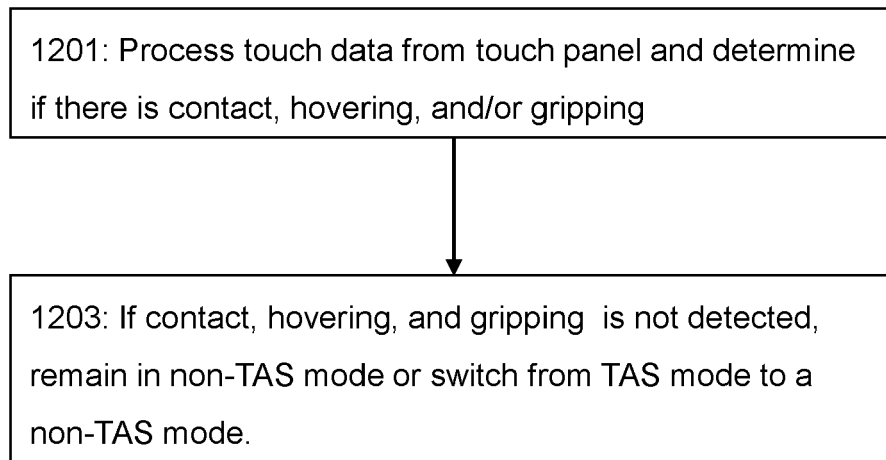 1201: Process touch data from touch panel and determine
if there is contact, hovering, and/or gripping
1203: If contact, hovering, and gripping is not detected,
remain in non-TAS mode or switch from TAS mode to a
non-TAS mode.